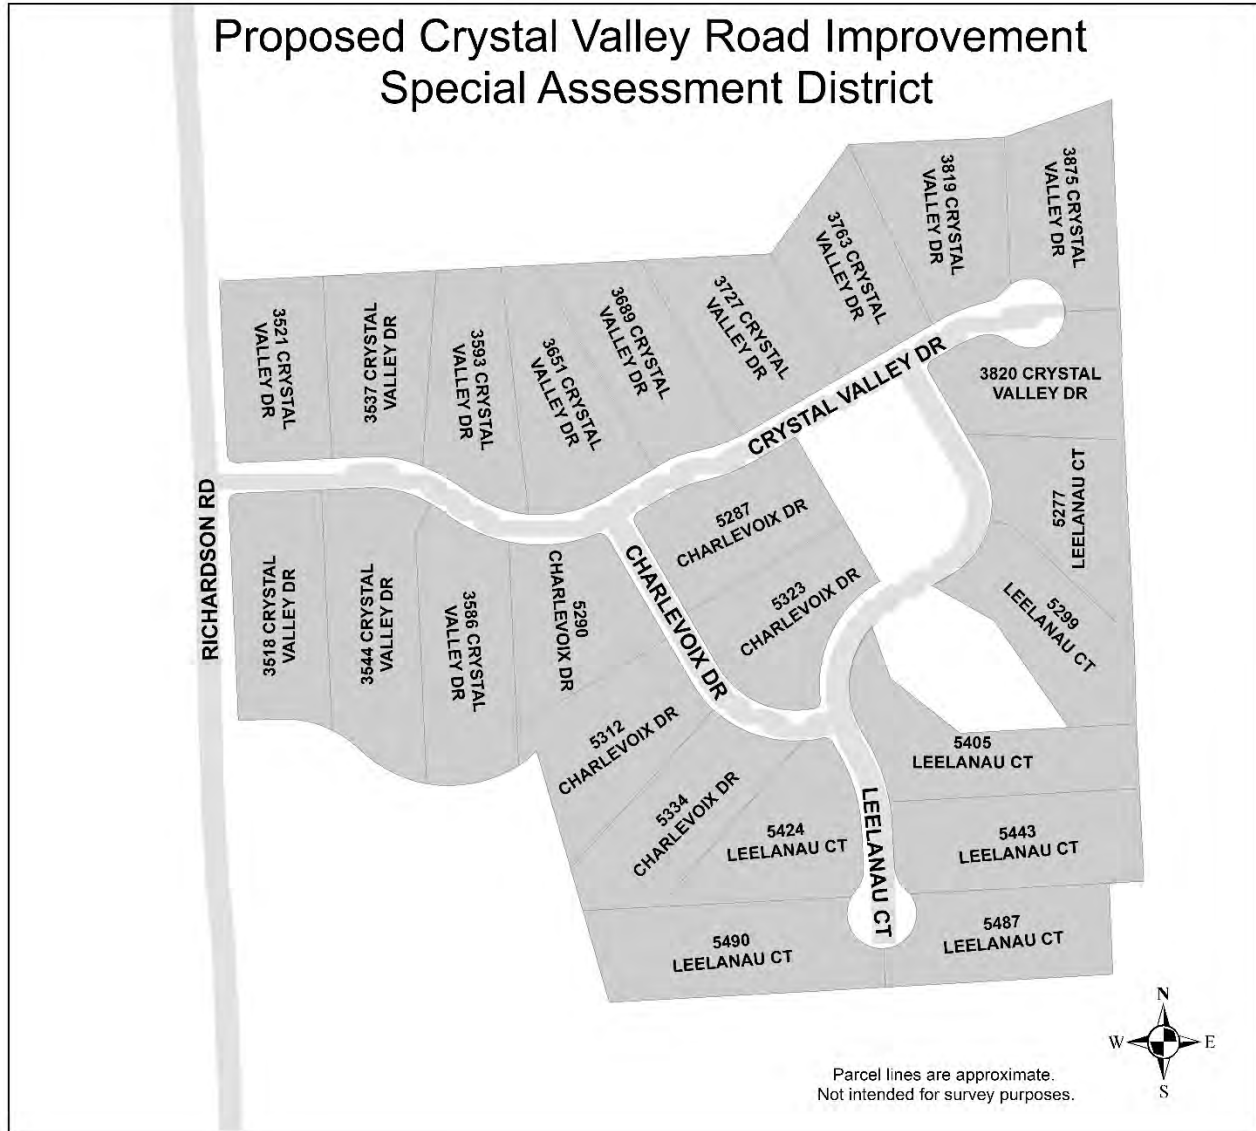 Proposed Crystal Valley Road Improvement
Special Assessment District
3875 CRYSTAL
VALLEY DR
3819 CRYSTAL
VALLEY DR
3763 CRYSTAL
VALLEY DR
3727 CRYSTAL
VALLEY DR
3689 CRYSTAL
VALLEY DR
3651 CRYSTAL
VALLEY DR
3593 CRYSTAL
VALLEY DR
3537 CRYSTAL
VALLEY DR
3521 CRYSTAL
VALLEY DR
3820 CRYSTAL
VALLEY DR
CRYSTAL VALLEY DR
RICHARDSON RD
5277
LEELANAU CT
5287
CHARLEVOIX DR
5299
LEELANAU CT
5323
CHARLEVOIX DR
CHARLEVOIX DR
5290
CHARLEVOIX DR
3586 CRYSTAL
VALLEY DR
3544 CRYSTAL
VALLEY DR
3518 CRYSTAL
VALLEY DR
5312
CHARLEVOIX DR
5334
CHARLEVOIX DR
5405
LEELANAU CT
5424
LEELANAU CT
LEELANAU CT
5443
LEELANAU CT
5490
LEELANAU CT
5487
LEELANAU CT
N
W
E
S
Parcel lines are approximate.
Not intended for survey purposes.